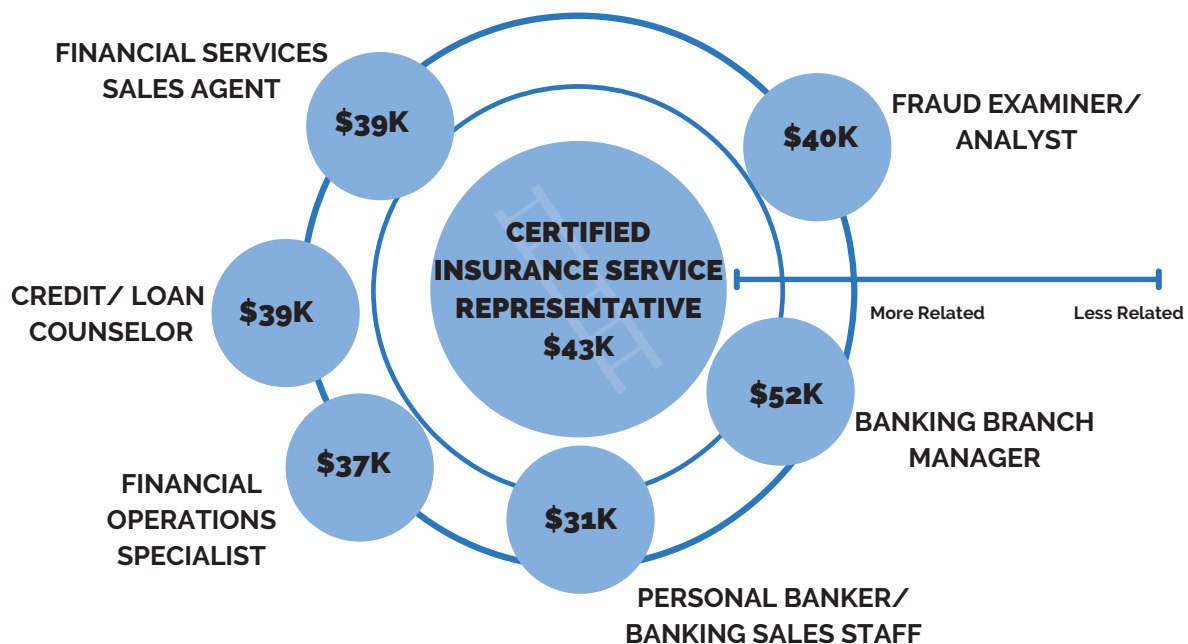 FINANCIAL SERVICES
SALES AGENT
$39K
$40K
FRAUD EXAMINER/
ANALYST
CERTIFIED
INSURANCE SERVICE
REPRESENTATIVE
$43K
CREDIT/ LOAN
COUNSELOR
$39K
More Related
Less Related
$52K
BANKING BRANCH
MANAGER
$37K
FINANCIAL
OPERATIONS
SPECIALIST
$31K
PERSONAL BANKER/
BANKING SALES STAFF